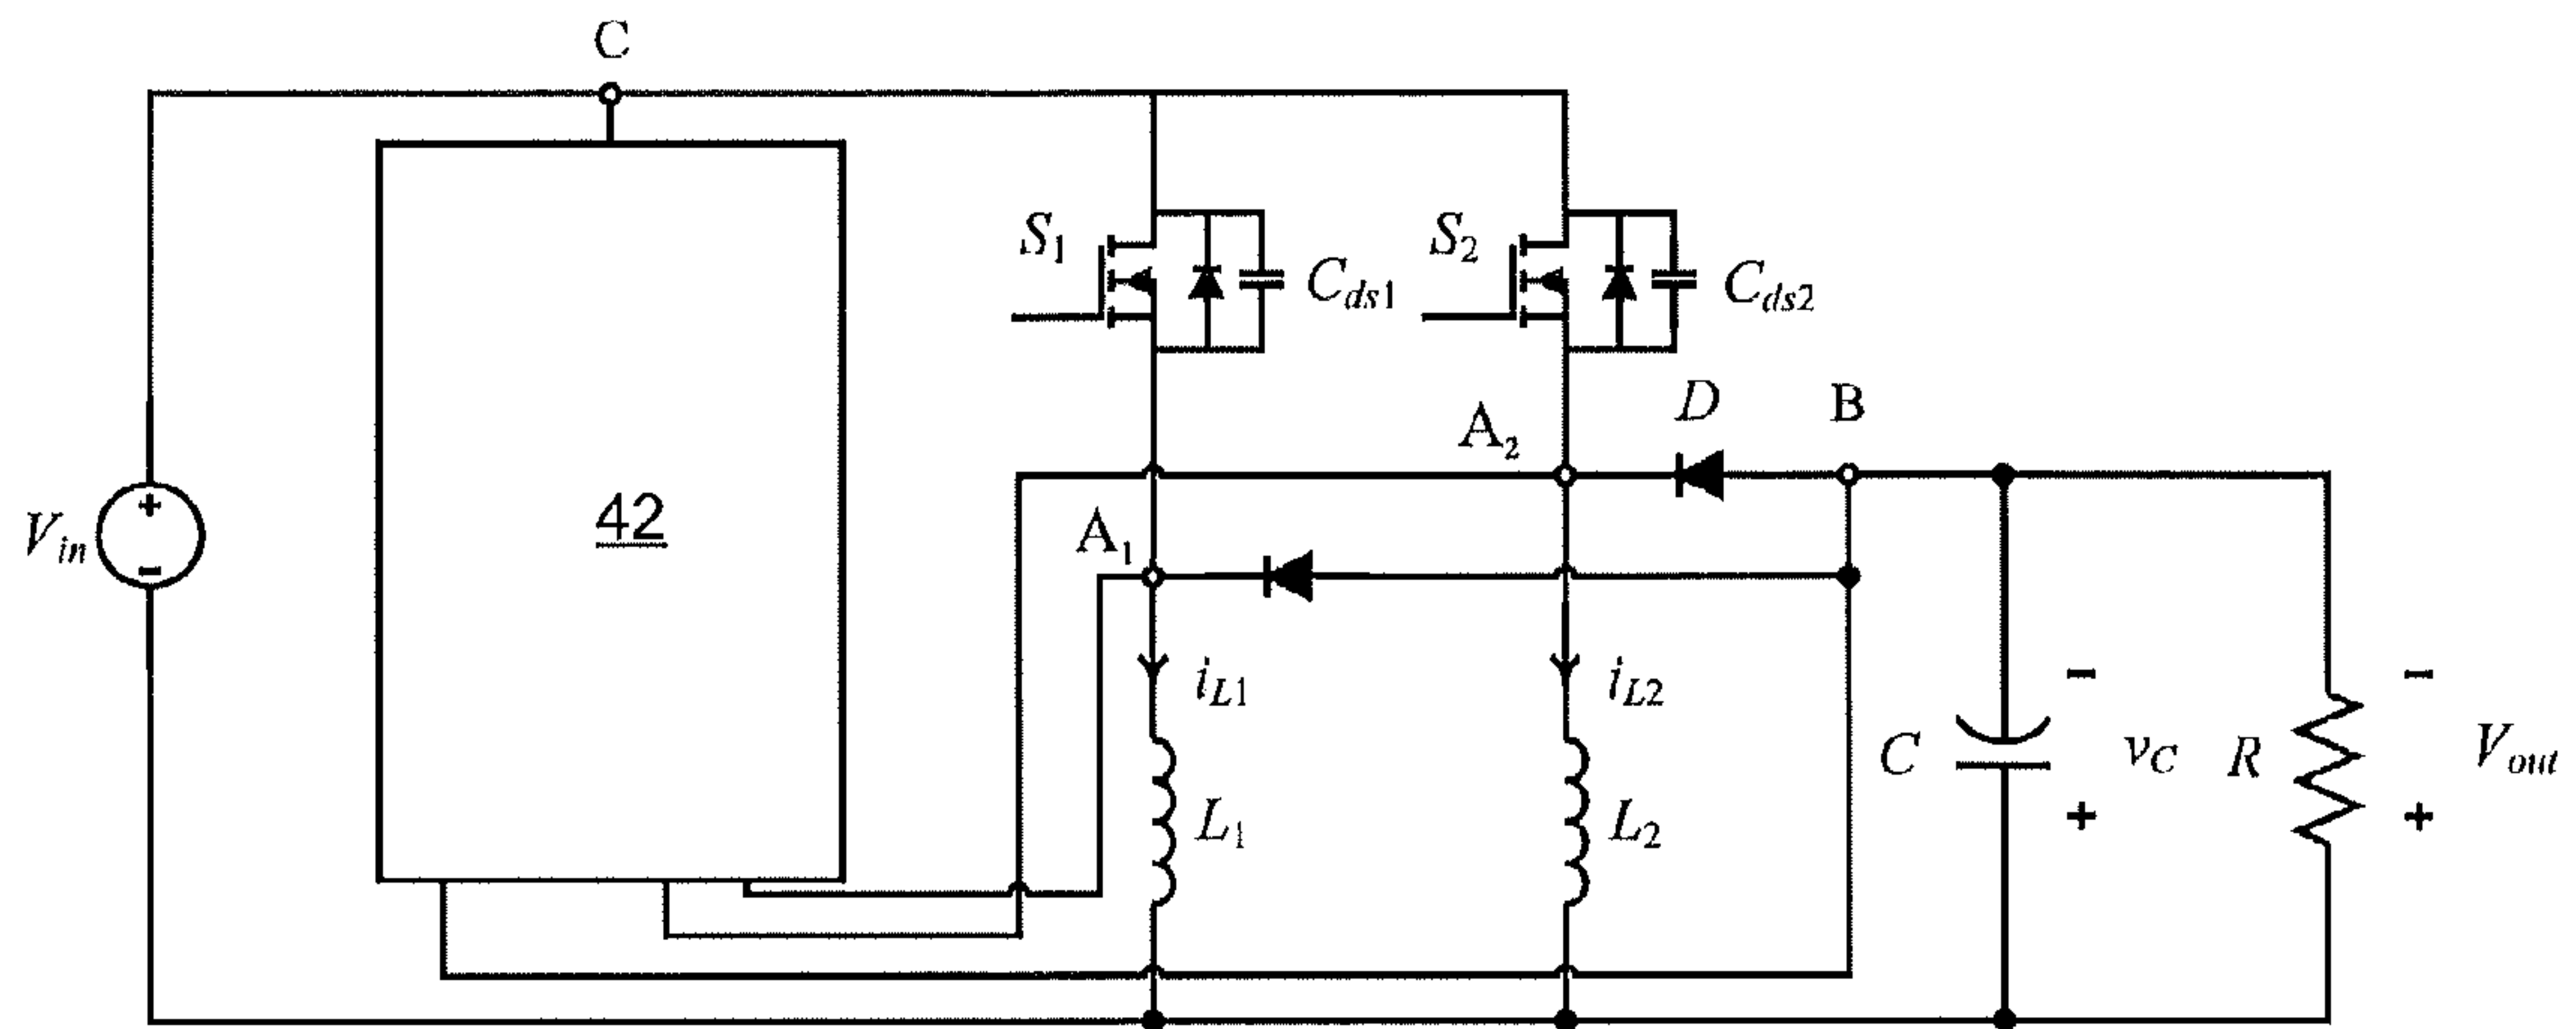 C
S1
Cds1
S2
Cds2
D
B
A2
A1
42
Vin
+
-
iL1
iL2
L1
L2
C
-
vC
+
R
-
Vout
+